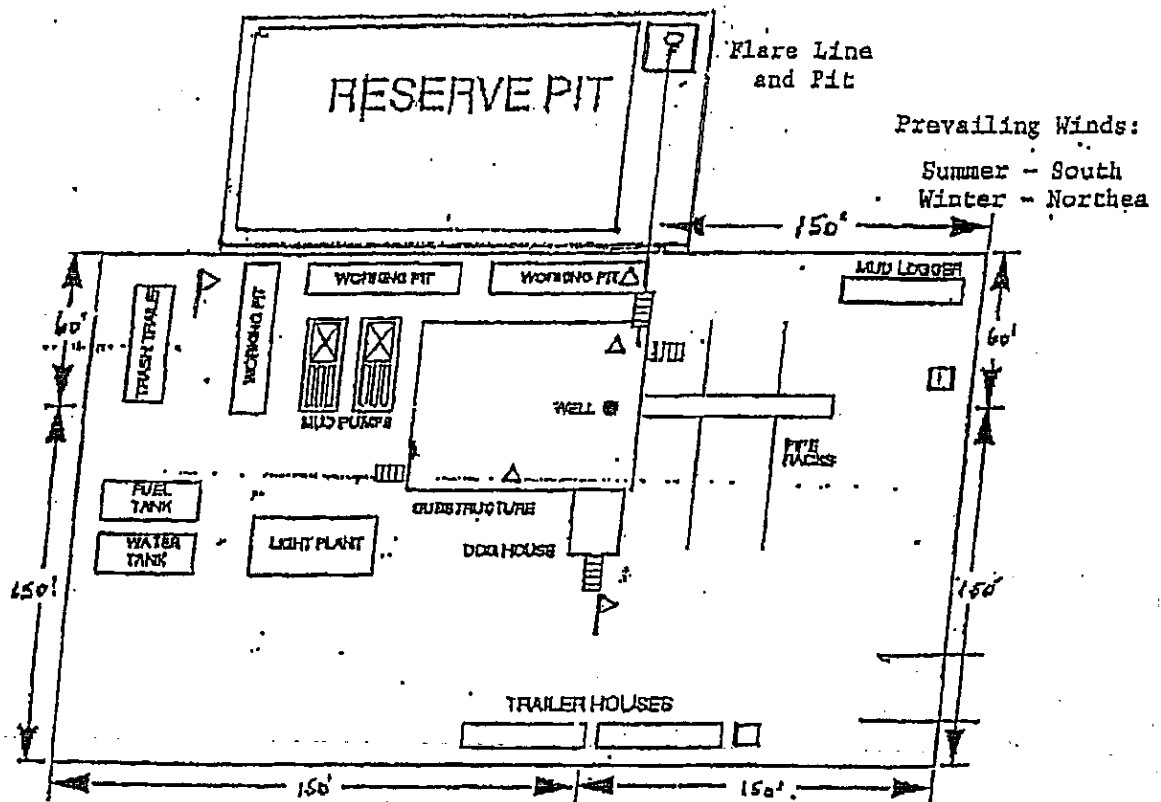 RESERVE PIT
Flare Line
and Pit
Prevailing Winds:
Summer - South
Winter - Northea
150'
WORKING PIT
WORKING PIT
MUD LOGGER
60'
TRASH TRAILER
WORKING PIT
60'
WELL
MUD PUMPS
PIPE
RACKS
FUEL
TANK
SUBSTRUCTURE
WATER
TANK
LIGHT PLANT
DOG HOUSE
150'
150'
TRAILER HOUSES
150'
150'